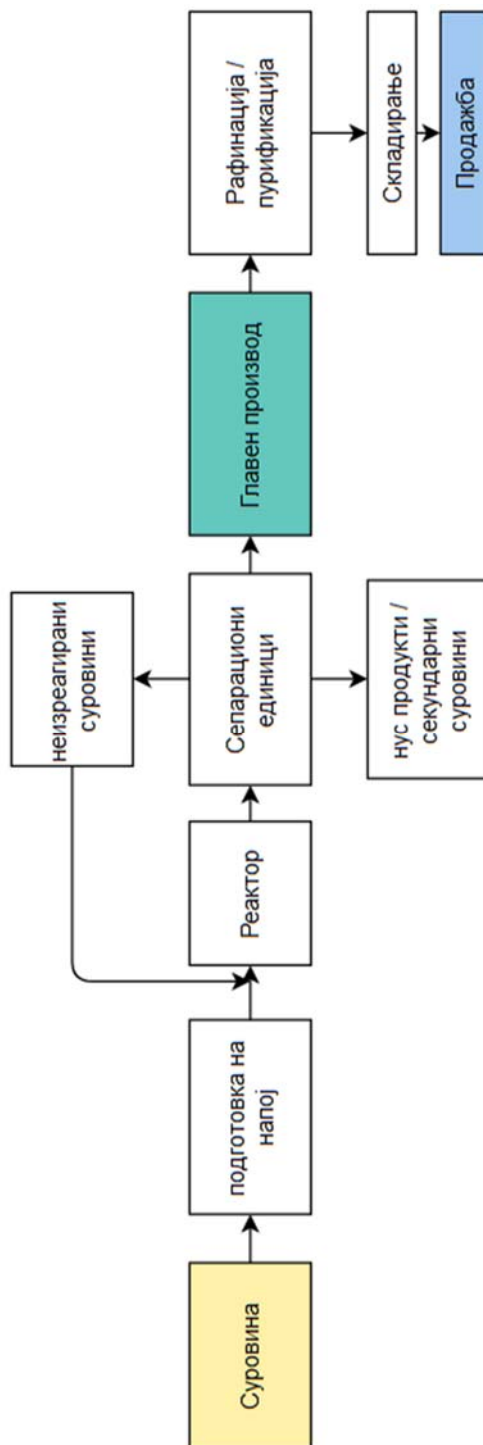 Суровина
подготовка на
напој
Реактор
неизреагирани
суровини
Сепарациони
единици
нус продукти /
секундарни
суровини
Главен производ
Рафинација /
пурификација
Складирање
Продажба